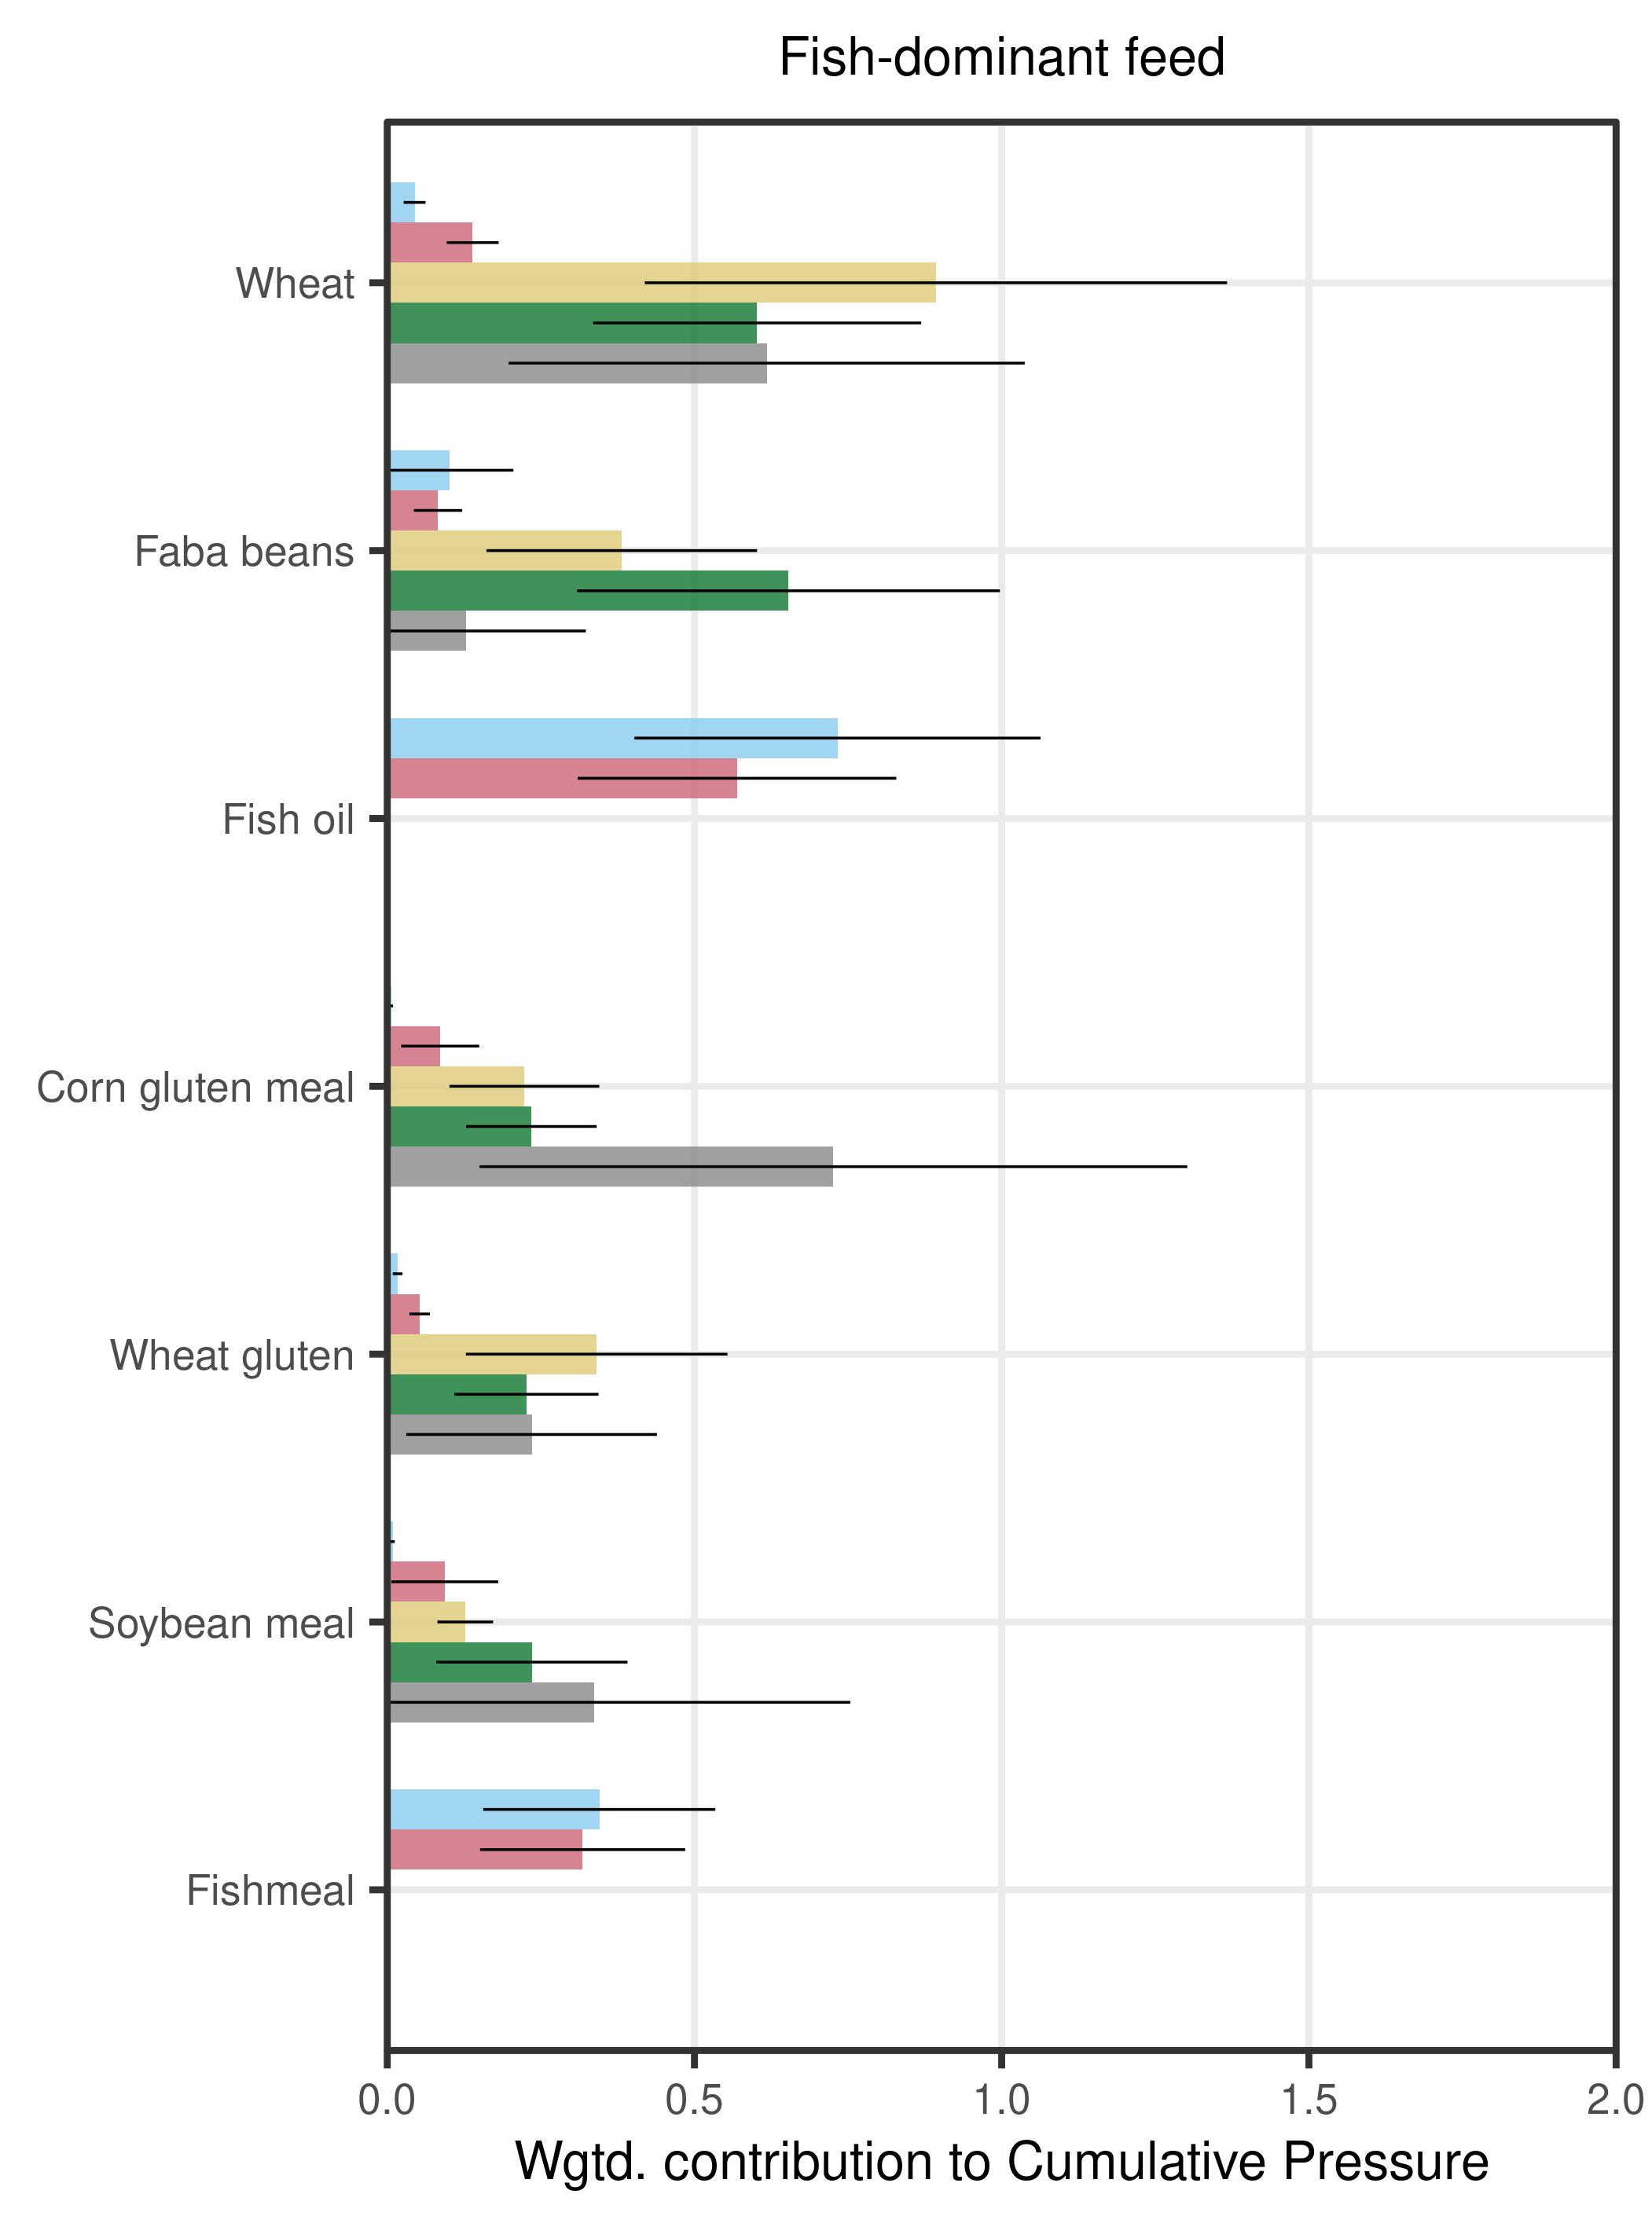 Fish-dominant feed
Wheat
Faba beans
Fish oil
Corn gluten meal
Wheat gluten
Soybean meal
Fishmeal
0.0 0.5 1.0 1.5 2.0
Wgtd. contribution to Cumulative Pressure